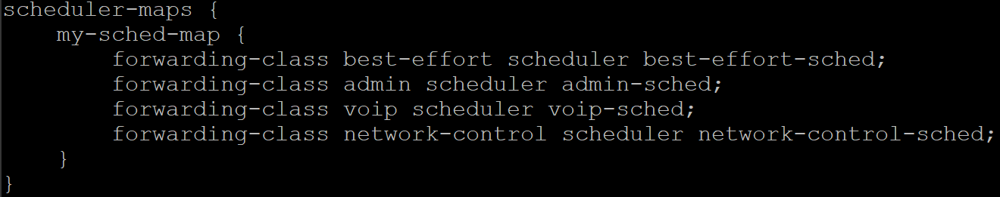 scheduler-maps {
    my-sched-map {
        forwarding-class best-effort scheduler best-effort-sched;
        forwarding-class admin scheduler admin-sched;
        forwarding-class voip scheduler voip-sched;
        forwarding-class network-control scheduler network-control-sched;
    }
}